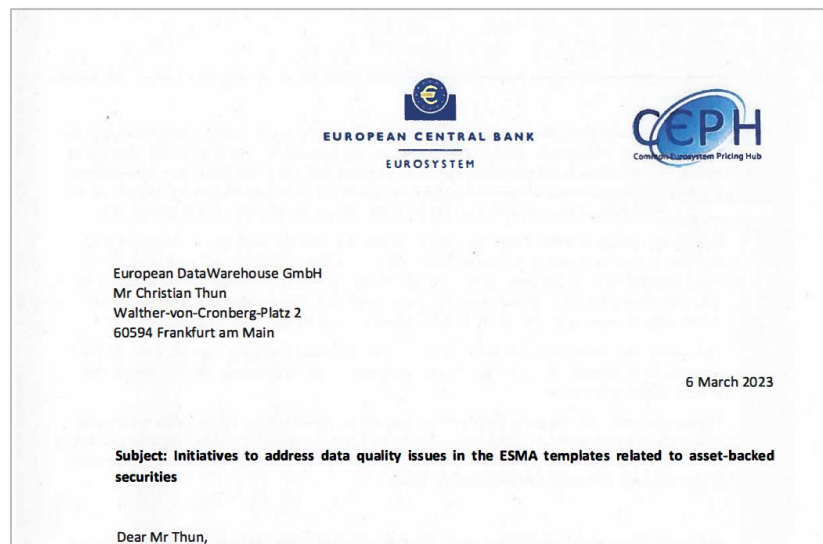 EUROPEAN CENTRAL BANK
EUROSYSTEM
CEPH
Common Eurosystem Pricing Hub
European DataWarehouse GmbH
Mr Christian Thun
Walther-von-Cronberg-Platz 2
60594 Frankfurt am Main
6 March 2023
Subject: Initiatives to address data quality issues in the ESMA templates related to asset-backed
securities
Dear Mr Thun,